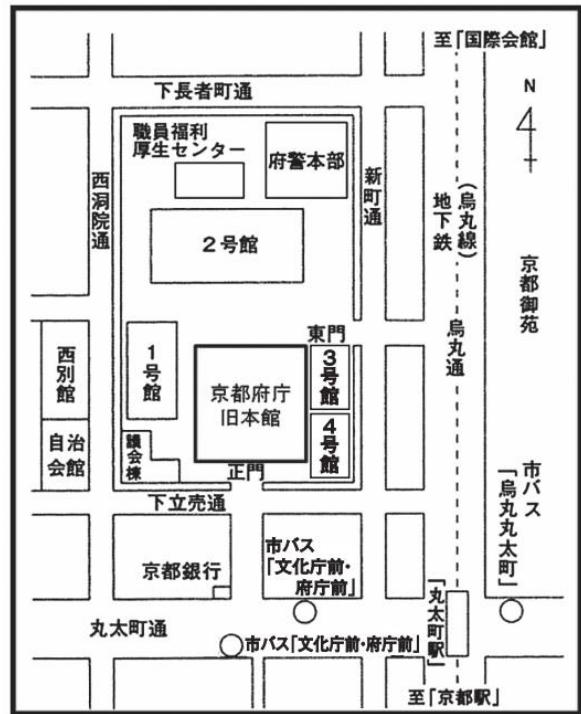 至「国際会館」
下長者町通
N
職員福利
厚生センター
府警本部
西洞院通
新町通
地下鉄
(烏丸線)
2号館
京都御苑
烏丸通
東門
1号館
3号館
西別館
京都府庁
旧本館
4号館
自治
会館
議会棟
正門
下立売通
市バス
「烏丸丸太町」
京都銀行
市バス
「文化庁前・
府庁前」
丸太町通
市バス「文化庁前・府庁前」
「丸太町駅」
至「京都駅」